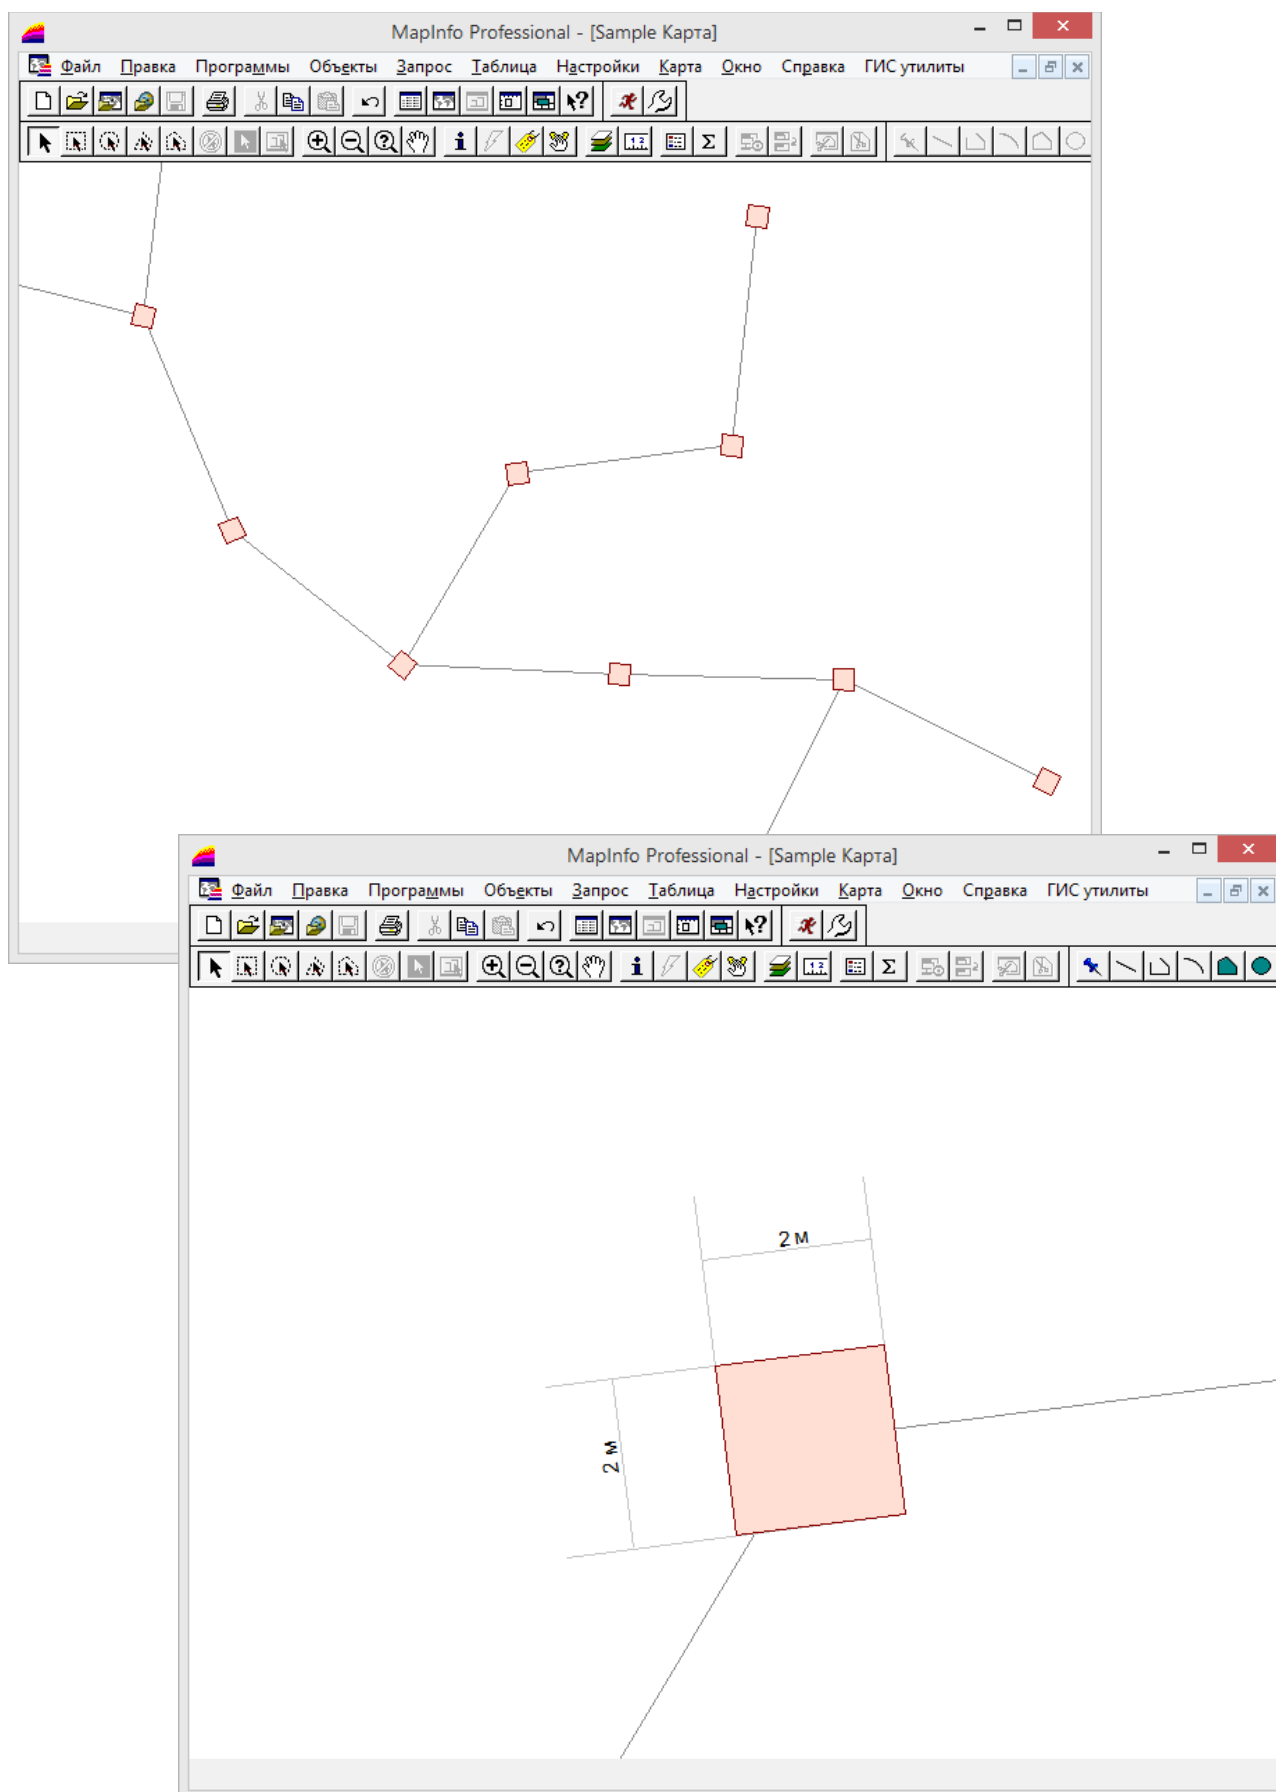 MapInfo Professional - [Sample Карта]
Файл Правка Программы Объекты Запрос Таблица Настройки Карта Окно Справка ГИС утилиты
MapInfo Professional - [Sample Карта]
Файл Правка Программы Объекты Запрос Таблица Настройки Карта Окно Справка ГИС утилиты
2 м
2 м